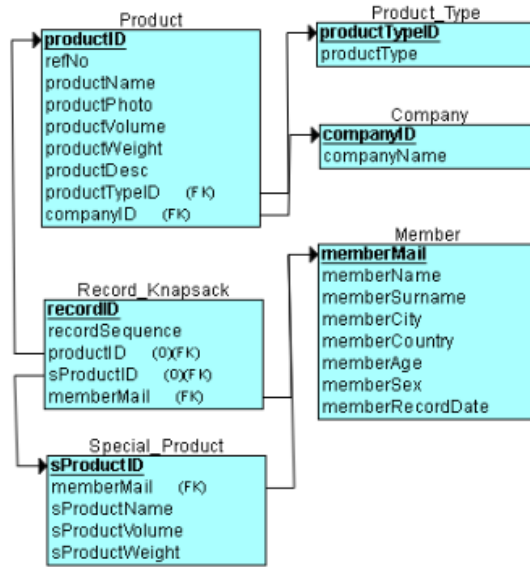 Product
productID
refNo
productName
productPhoto
productVolume
productWeight
productDesc
productTypeID (FK)
companyID (FK)
Product_Type
productTypeID
productType
Company
companyID
companyName
Member
memberMail
memberName
memberSurname
memberCity
memberCountry
memberAge
memberSex
memberRecordDate
Record_Knapsack
recordID
recordSequence
productID (O)(FK)
sProductID (O)(FK)
memberMail (FK)
Special_Product
sProductID
memberMail (FK)
sProductName
sProductVolume
sProductWeight